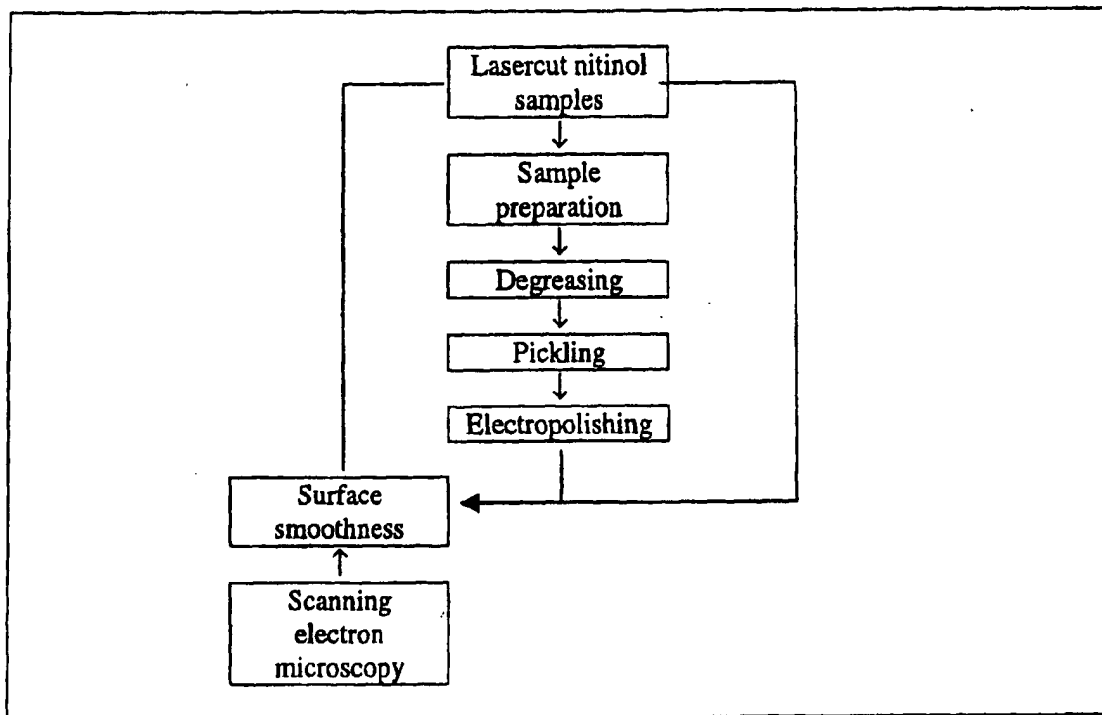 Lasercut nitinol
samples
Sample
preparation
Degreasing
Pickling
Electropolishing
Surface
smoothness
Scanning
electron
microscopy